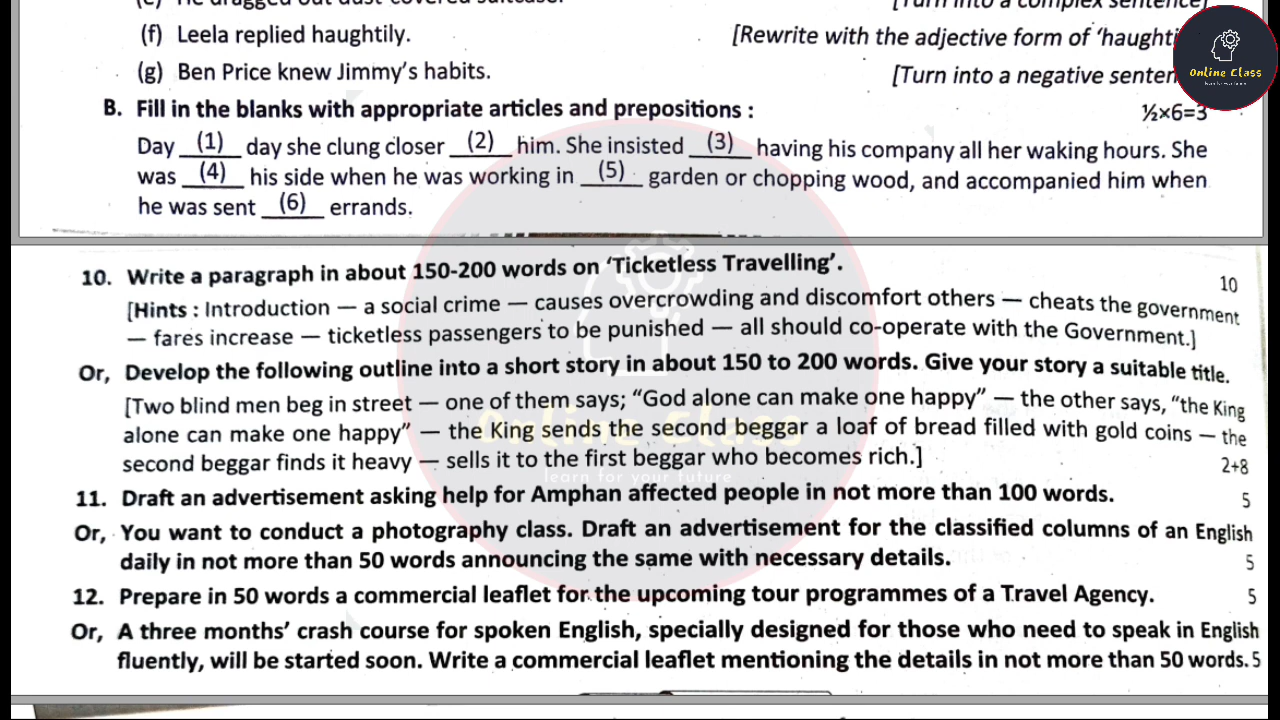 (f) Leela replied haughtily. [Rewrite with the adjective form of ‘haughti
(g) Ben Price knew Jimmy’s habits. [Turn into a negative senten
Online Class
B. Fill in the blanks with appropriate articles and prepositions : ½×6=3
Day (1) day she clung closer (2) him. She insisted (3) having his company all her waking hours. She
was (4) his side when he was working in (5) garden or chopping wood, and accompanied him when
he was sent (6) errands.
10. Write a paragraph in about 150-200 words on ‘Ticketless Travelling’. 10
[Hints : Introduction — a social crime — causes overcrowding and discomfort others — cheats the government
— fares increase — ticketless passengers to be punished — all should co-operate with the Government.]
Or, Develop the following outline into a short story in about 150 to 200 words. Give your story a suitable title.
[Two blind men beg in street — one of them says; “God alone can make one happy” — the other says, “the King
alone can make one happy” — the King sends the second beggar a loaf of bread filled with gold coins — the
second beggar finds it heavy — sells it to the first beggar who becomes rich.] 2+8
Online Class
learn for your future
11. Draft an advertisement asking help for Amphan affected people in not more than 100 words. 5
Or, You want to conduct a photography class. Draft an advertisement for the classified columns of an English
daily in not more than 50 words announcing the same with necessary details. 5
12. Prepare in 50 words a commercial leaflet for the upcoming tour programmes of a Travel Agency. 5
Or, A three months’ crash course for spoken English, specially designed for those who need to speak in English
fluently, will be started soon. Write a commercial leaflet mentioning the details in not more than 50 words. 5